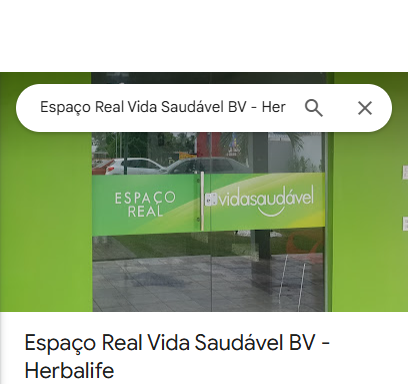 Espaço Real Vida Saudável BV - Her
ESPAÇO
REAL
vidasaudável
Espaço Real Vida Saudável BV -
Herbalife